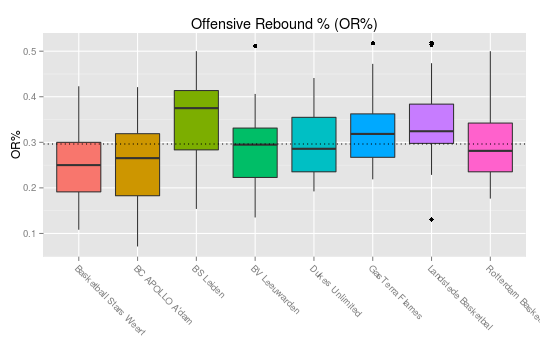 Offensive Rebound % (OR%)
OR%
0.5
0.4
0.3
0.2
0.1
Basketball Stars Weert
BC APOLLO A'dam
BS Leiden
BV Leeuwarden
Dukes Unlimited
GasTerra Flames
Landstede Basketbal
Rotterdam Baske